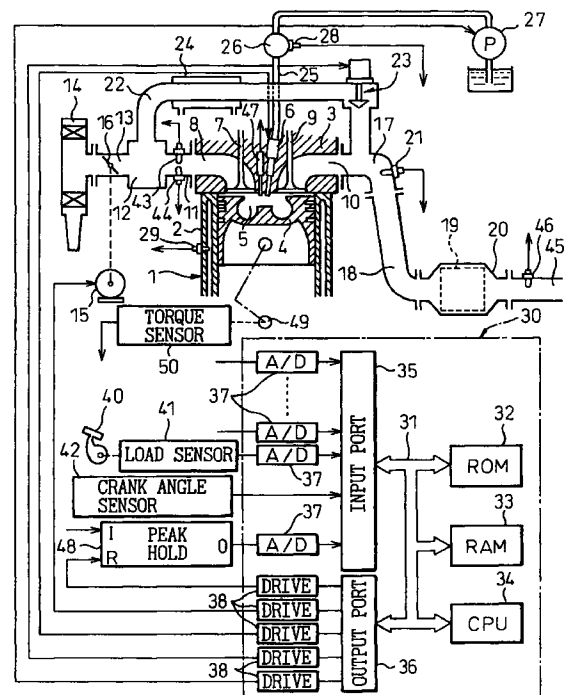 26
28
27
P
24
25
22
23
14
16
13
8
7
47
6
9
3
17
21
12
43
44
11
10
2
29
5
4
19
20
46
45
1
18
15
TORQUE
SENSOR
49
50
30
A/D
35
37
40
41
A/D
31
32
LOAD SENSOR
A/D
INPUT PORT
ROM
42
37
CRANK ANGLE
SENSOR
37
33
I
PEAK
HOLD
O
A/D
RAM
48
R
34
DRIVE
38
DRIVE
DRIVE
OUTPUT PORT
CPU
DRIVE
38
DRIVE
36